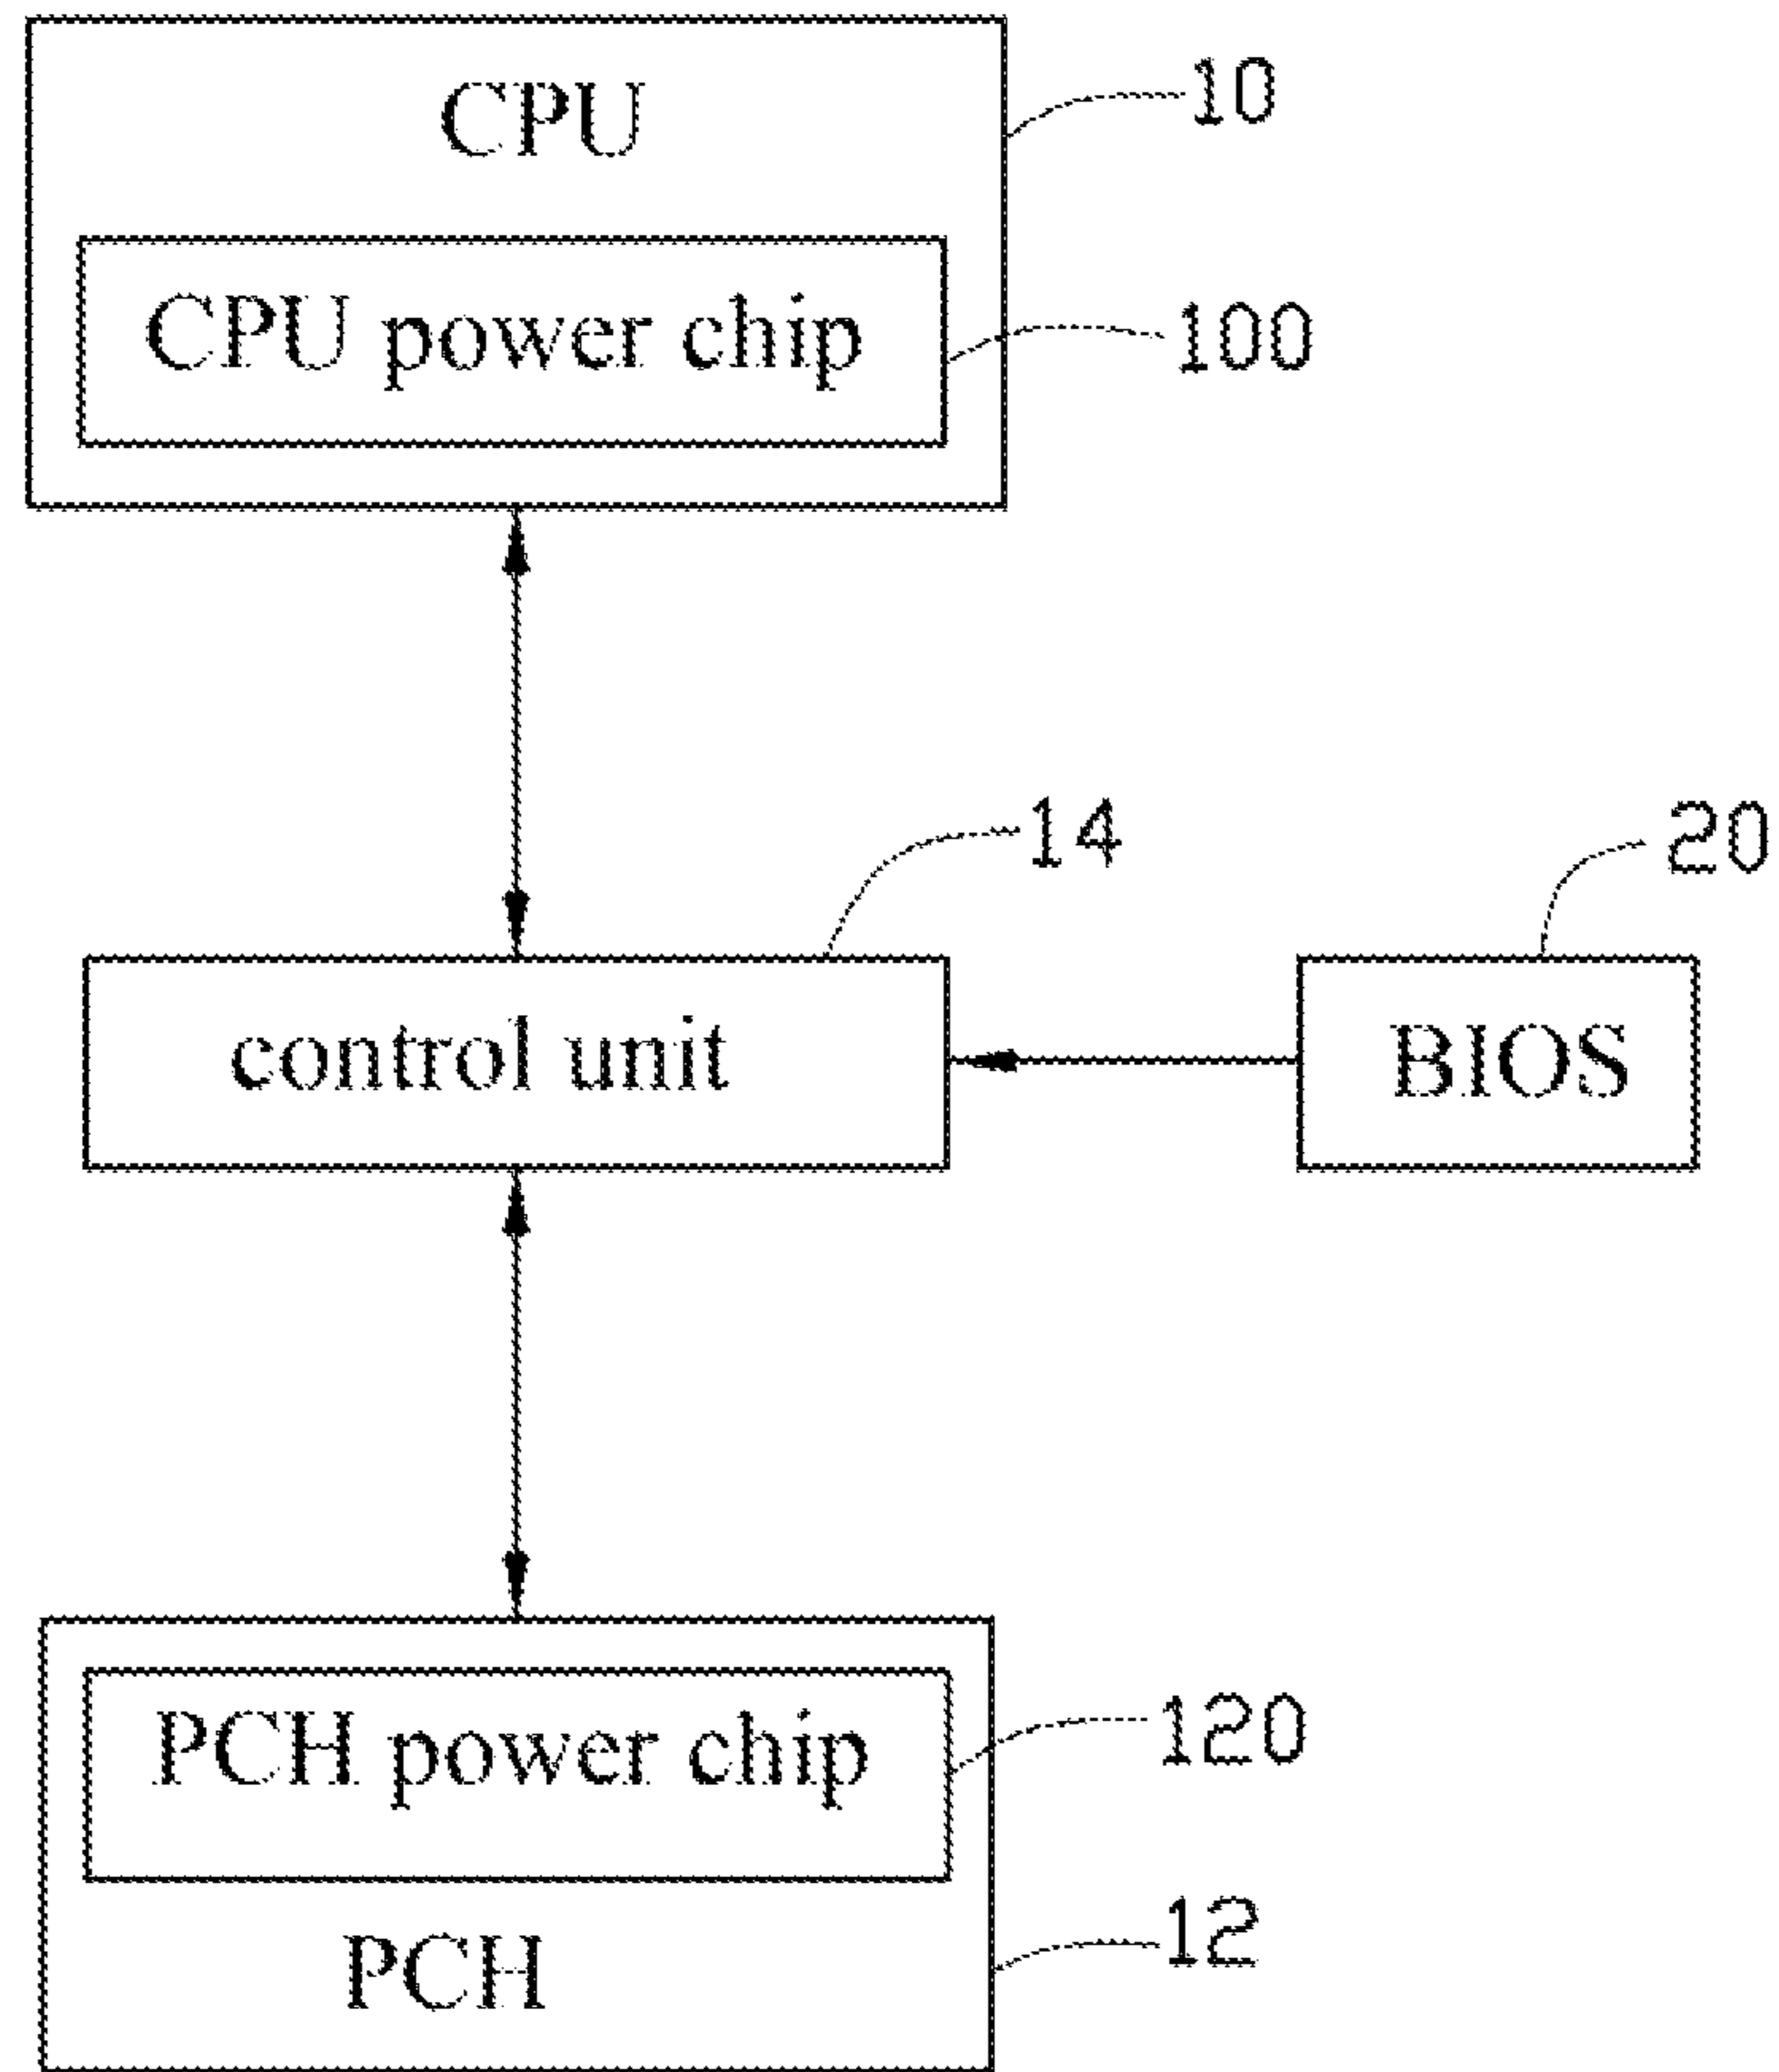 CPU
10
CPU power chip
100
14
20
control unit
BIOS
PCH power chip
120
PCH
12